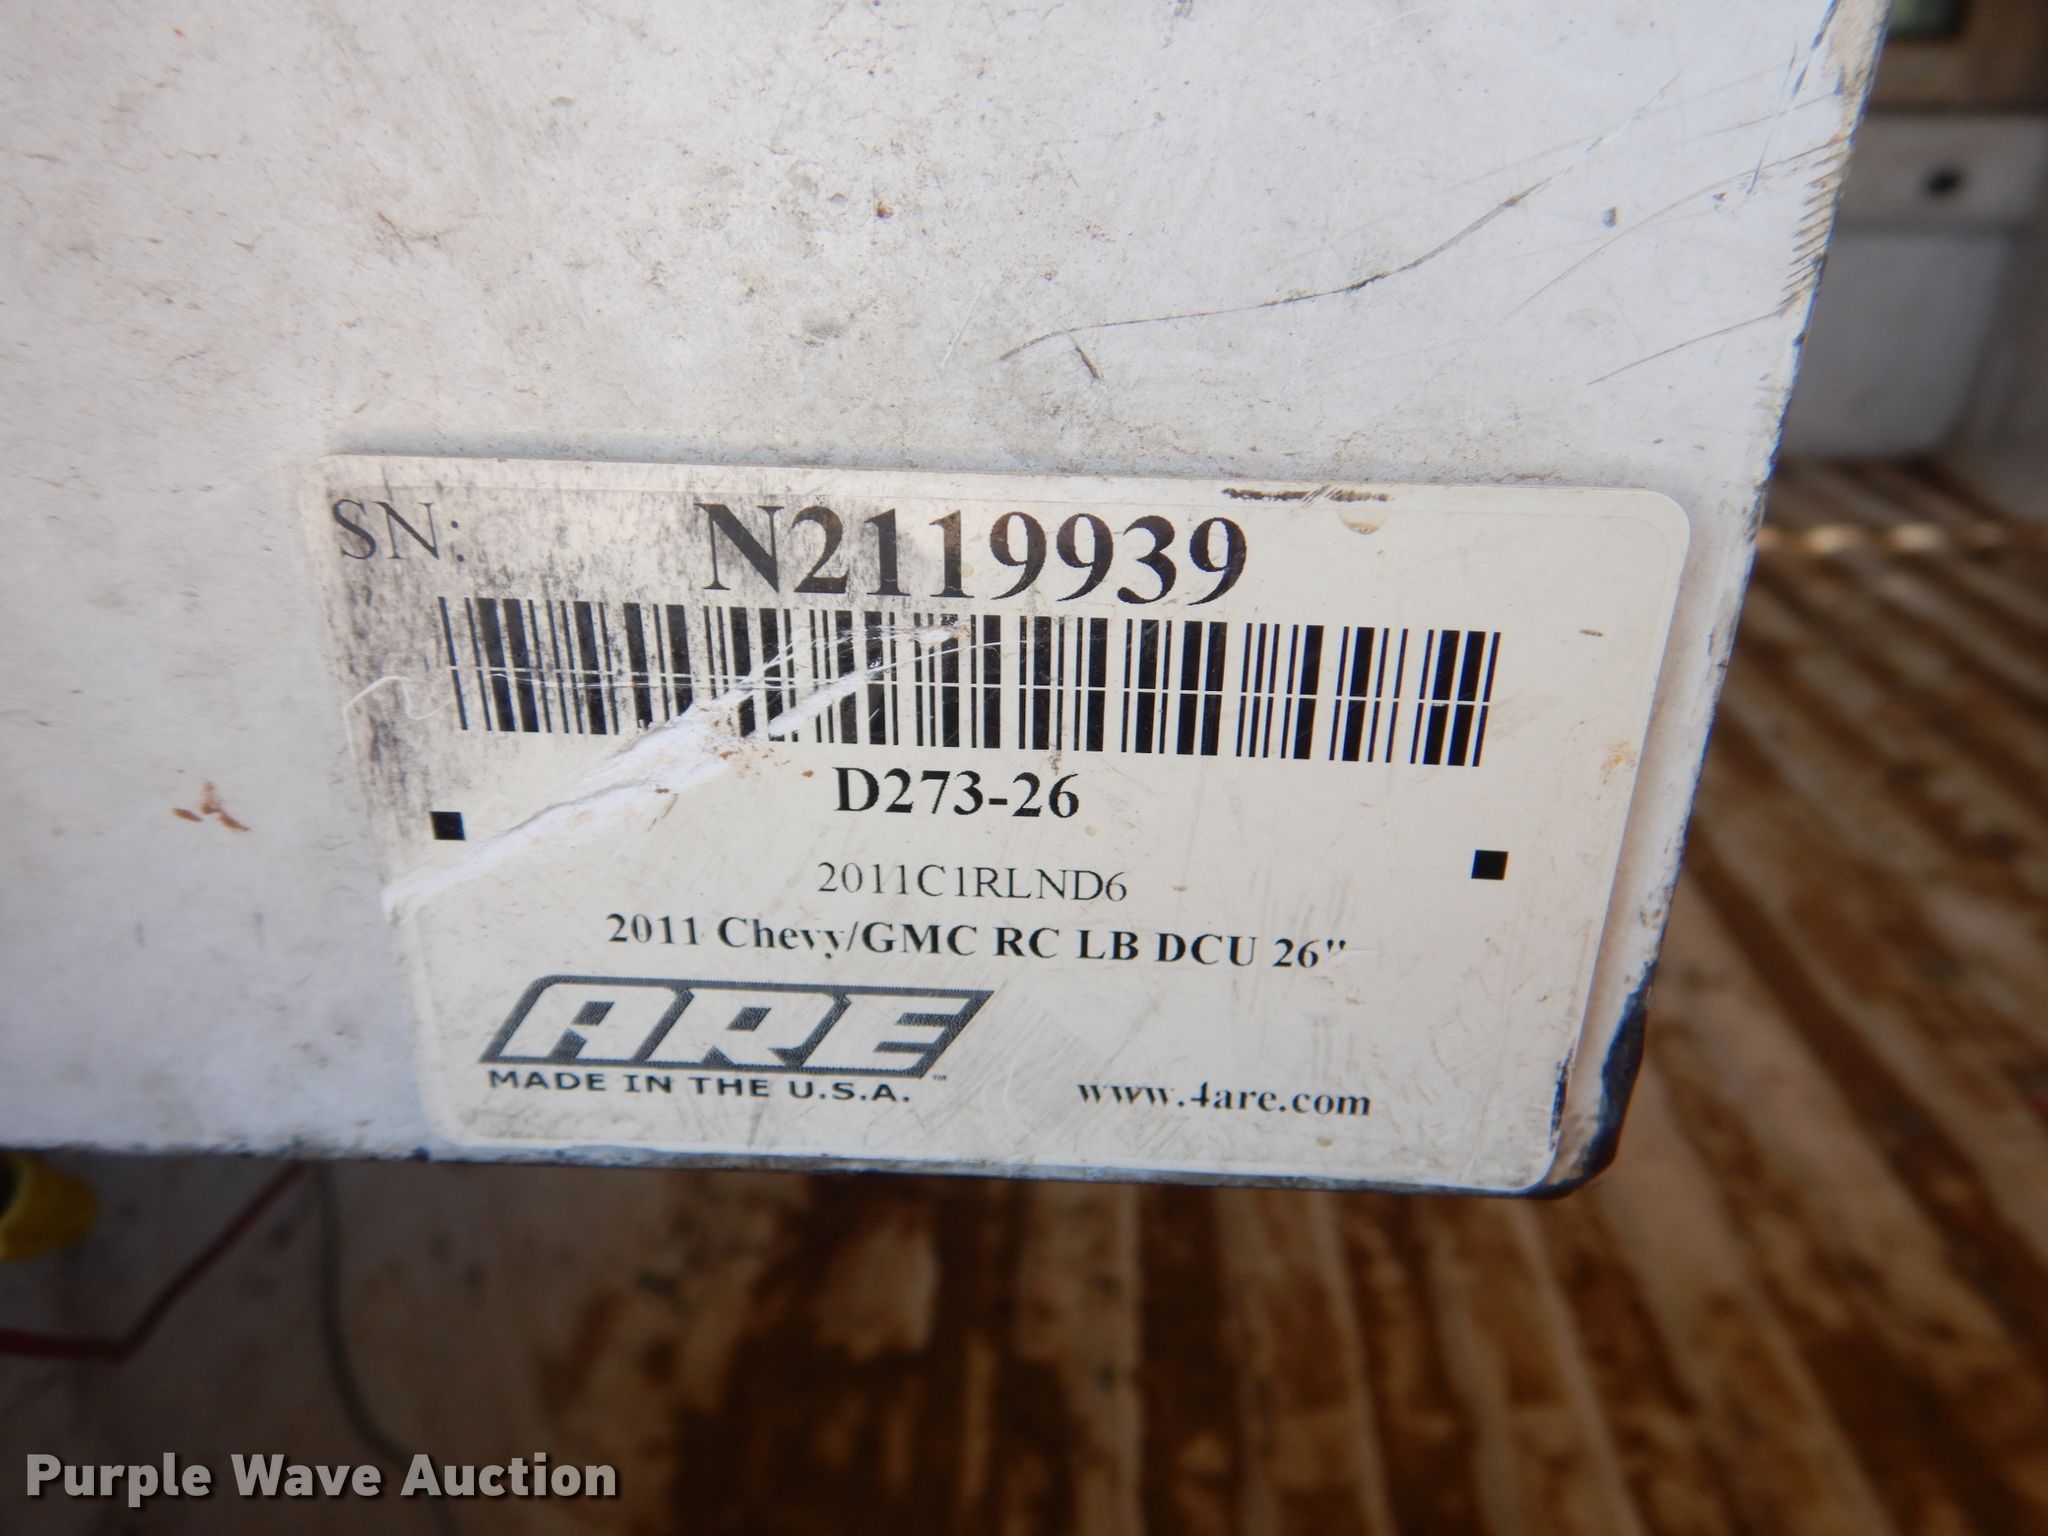 SN: N2119939
D273-26
2011C1RLND6
2011 Chevy/GMC RC LB DCU 26"
ARE™
MADE IN THE U.S.A.
www.4are.com
Purple Wave Auction